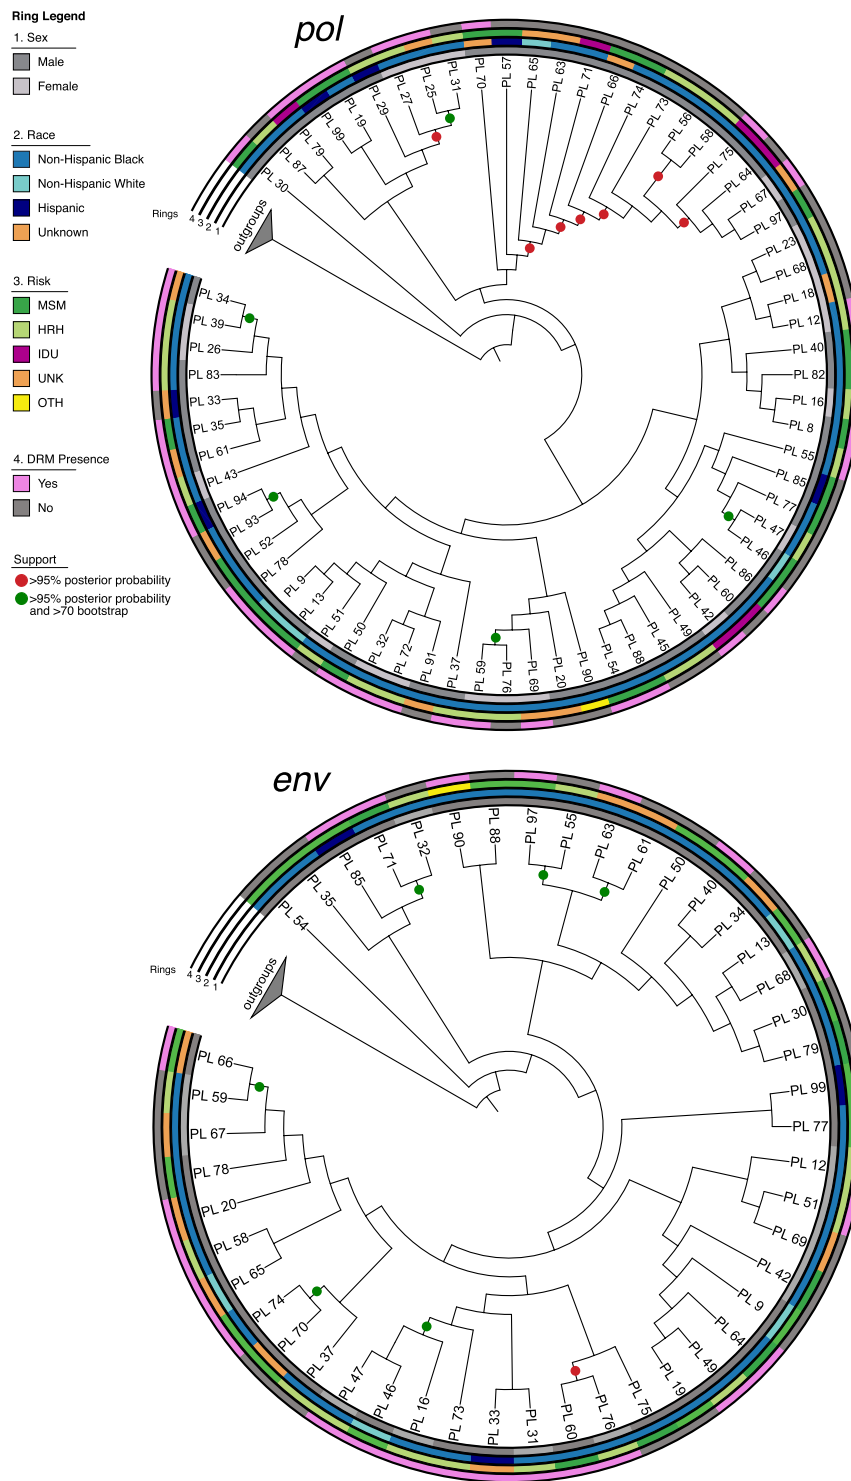 Ring Legend
1. Sex
Male
Female
2. Race
Non-Hispanic Black
Non-Hispanic White
Hispanic
Unknown
3. Risk
MSM
HRH
IDU
UNK
OTH
4. DRM Presence
Yes
No
Support
>95% posterior probability
>95% posterior probability
and >70 bootstrap
pol
Rings
4 3 2 1
outgroups
PL 30
PL 87
PL 79
PL 99
PL 19
PL 29
PL 27
PL 25
PL 31
PL 70
PL 57
PL 65
PL 63
PL 71
PL 66
PL 74
PL 73
PL 56
PL 58
PL 75
PL 64
PL 67
PL 97
PL 23
PL 68
PL 18
PL 12
PL 40
PL 82
PL 16
PL 8
PL 55
PL 85
PL 77
PL 47
PL 46
PL 86
PL 60
PL 42
PL 49
PL 45
PL 88
PL 54
PL 90
PL 20
PL 69
PL 76
PL 59
PL 37
PL 91
PL 72
PL 32
PL 50
PL 51
PL 13
PL 9
PL 78
PL 52
PL 93
PL 94
PL 43
PL 61
PL 35
PL 33
PL 83
PL 26
PL 39
PL 34
env
Rings
4 3 2 1
outgroups
PL 54
PL 35
PL 85
PL 71
PL 32
PL 90
PL 88
PL 97
PL 55
PL 63
PL 61
PL 50
PL 40
PL 34
PL 13
PL 68
PL 30
PL 79
PL 99
PL 77
PL 12
PL 51
PL 69
PL 42
PL 9
PL 64
PL 49
PL 19
PL 75
PL 76
PL 60
PL 31
PL 33
PL 73
PL 16
PL 46
PL 47
PL 37
PL 70
PL 74
PL 65
PL 58
PL 20
PL 78
PL 67
PL 59
PL 66